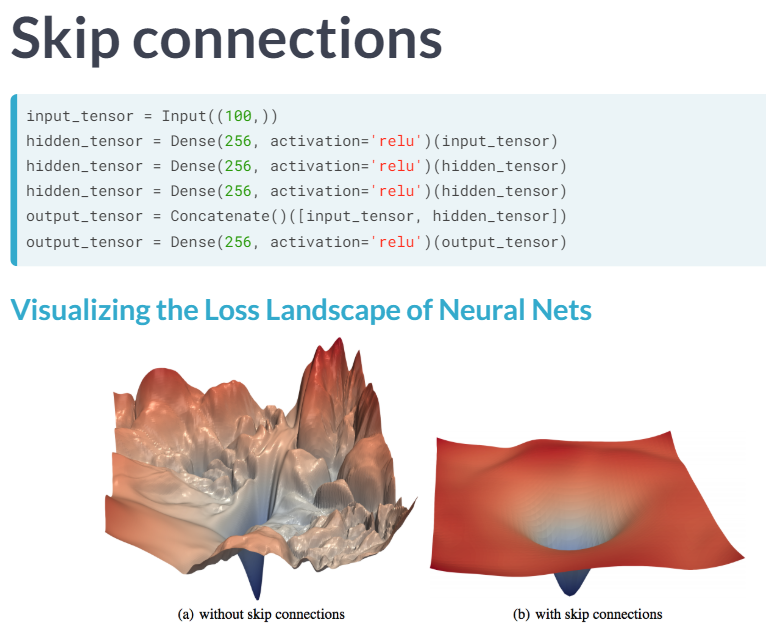 Skip connections
input_tensor = Input((100,))
hidden_tensor = Dense(256, activation='relu')(input_tensor)
hidden_tensor = Dense(256, activation='relu')(hidden_tensor)
hidden_tensor = Dense(256, activation='relu')(hidden_tensor)
output_tensor = Concatenate()([input_tensor, hidden_tensor])
output_tensor = Dense(256, activation='relu')(output_tensor)
Visualizing the Loss Landscape of Neural Nets
(a) without skip connections
(b) with skip connections